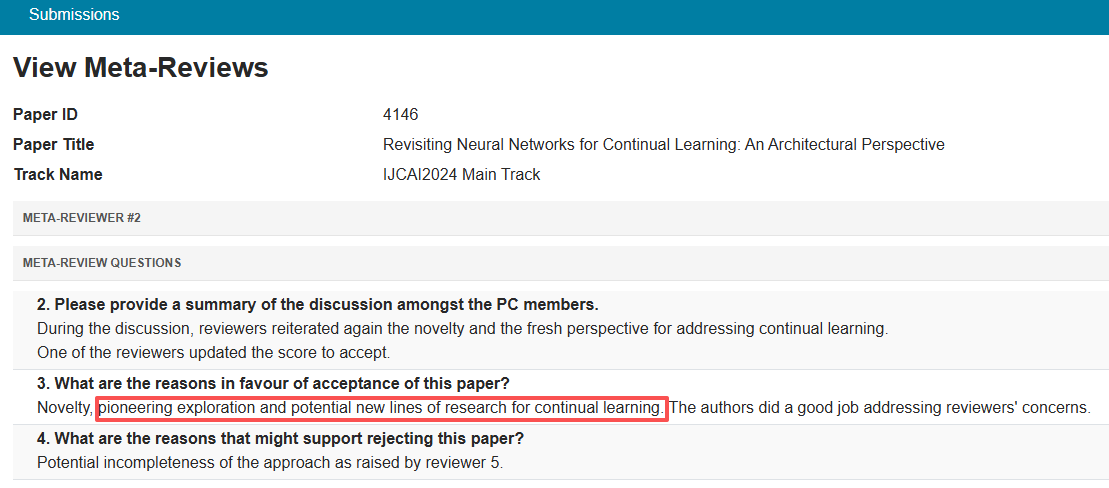 Submissions
View Meta-Reviews
Paper ID 4146
Paper Title Revisiting Neural Networks for Continual Learning: An Architectural Perspective
Track Name IJCAI2024 Main Track
META-REVIEWER #2
META-REVIEW QUESTIONS
2. Please provide a summary of the discussion amongst the PC members.
During the discussion, reviewers reiterated again the novelty and the fresh perspective for addressing continual learning.
One of the reviewers updated the score to accept.
3. What are the reasons in favour of acceptance of this paper?
Novelty, pioneering exploration and potential new lines of research for continual learning. The authors did a good job addressing reviewers' concerns.
4. What are the reasons that might support rejecting this paper?
Potential incompleteness of the approach as raised by reviewer 5.